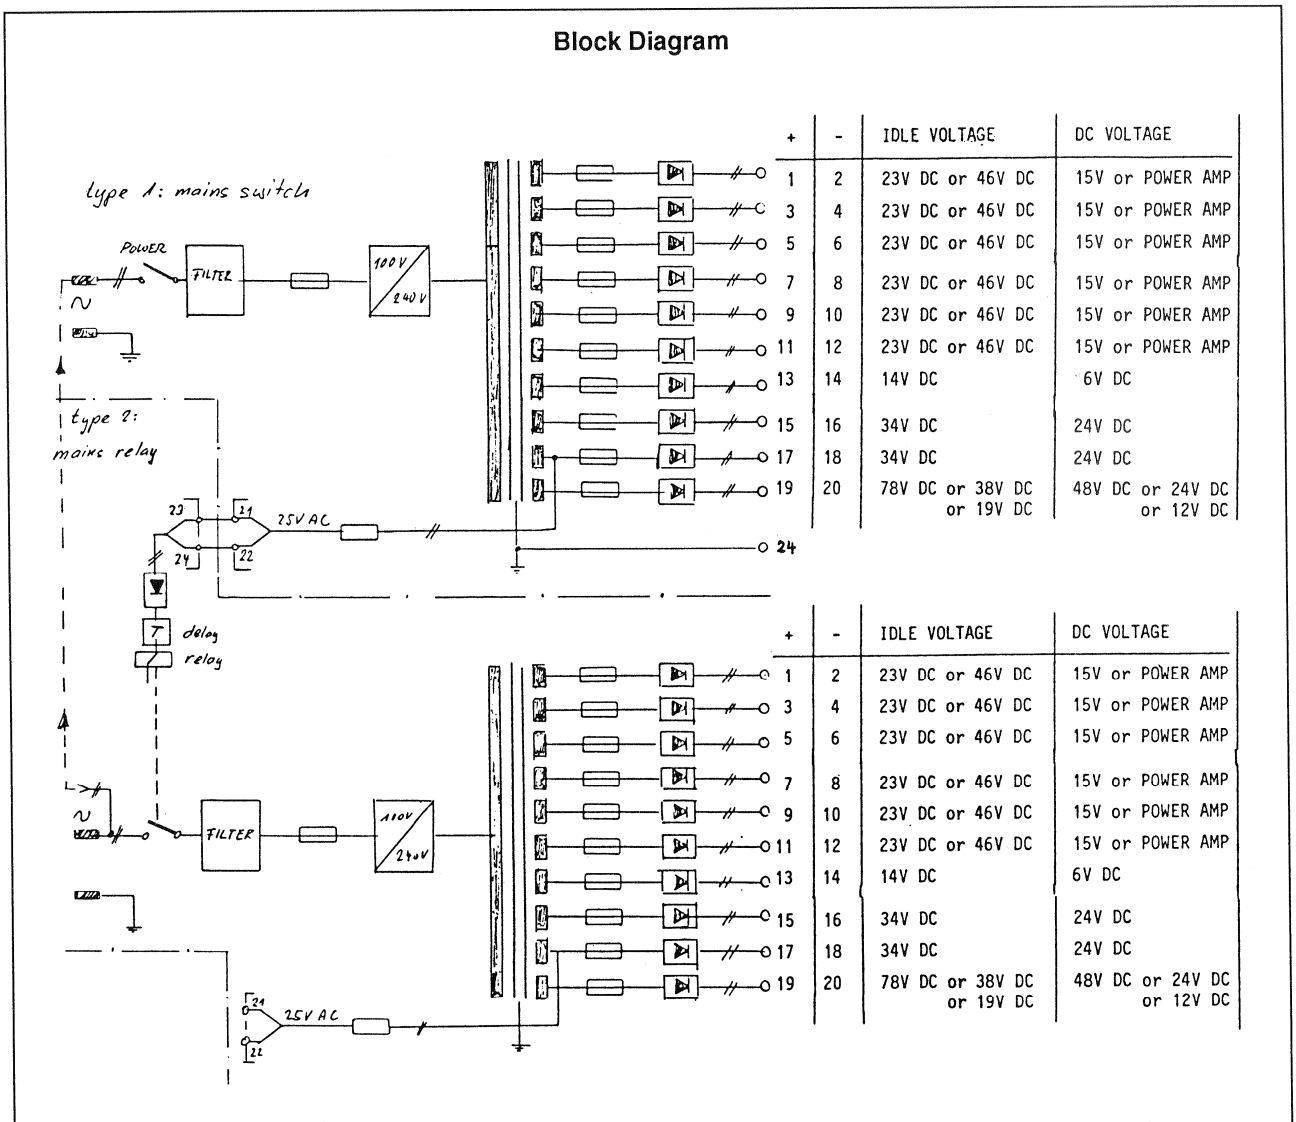 Block Diagram
+ - IDLE VOLTAGE DC VOLTAGE
1 2 23V DC or 46V DC 15V or POWER AMP
3 4 23V DC or 46V DC 15V or POWER AMP
5 6 23V DC or 46V DC 15V or POWER AMP
7 8 23V DC or 46V DC 15V or POWER AMP
9 10 23V DC or 46V DC 15V or POWER AMP
11 12 23V DC or 46V DC 15V or POWER AMP
13 14 14V DC 6V DC
15 16 34V DC 24V DC
17 18 34V DC 24V DC
19 20 78V DC or 38V DC 48V DC or 24V DC
or 19V DC or 12V DC
24
type 1: mains switch
POWER
FILTER
100V
240V
type 2:
mains relay
23 21
25V AC
24 22
T delay
relay
+ - IDLE VOLTAGE DC VOLTAGE
1 2 23V DC or 46V DC 15V or POWER AMP
3 4 23V DC or 46V DC 15V or POWER AMP
5 6 23V DC or 46V DC 15V or POWER AMP
7 8 23V DC or 46V DC 15V or POWER AMP
9 10 23V DC or 46V DC 15V or POWER AMP
11 12 23V DC or 46V DC 15V or POWER AMP
13 14 14V DC 6V DC
15 16 34V DC 24V DC
17 18 34V DC 24V DC
19 20 78V DC or 38V DC 48V DC or 24V DC
or 19V DC or 12V DC
FILTER
100V
240V
21
25V AC
22